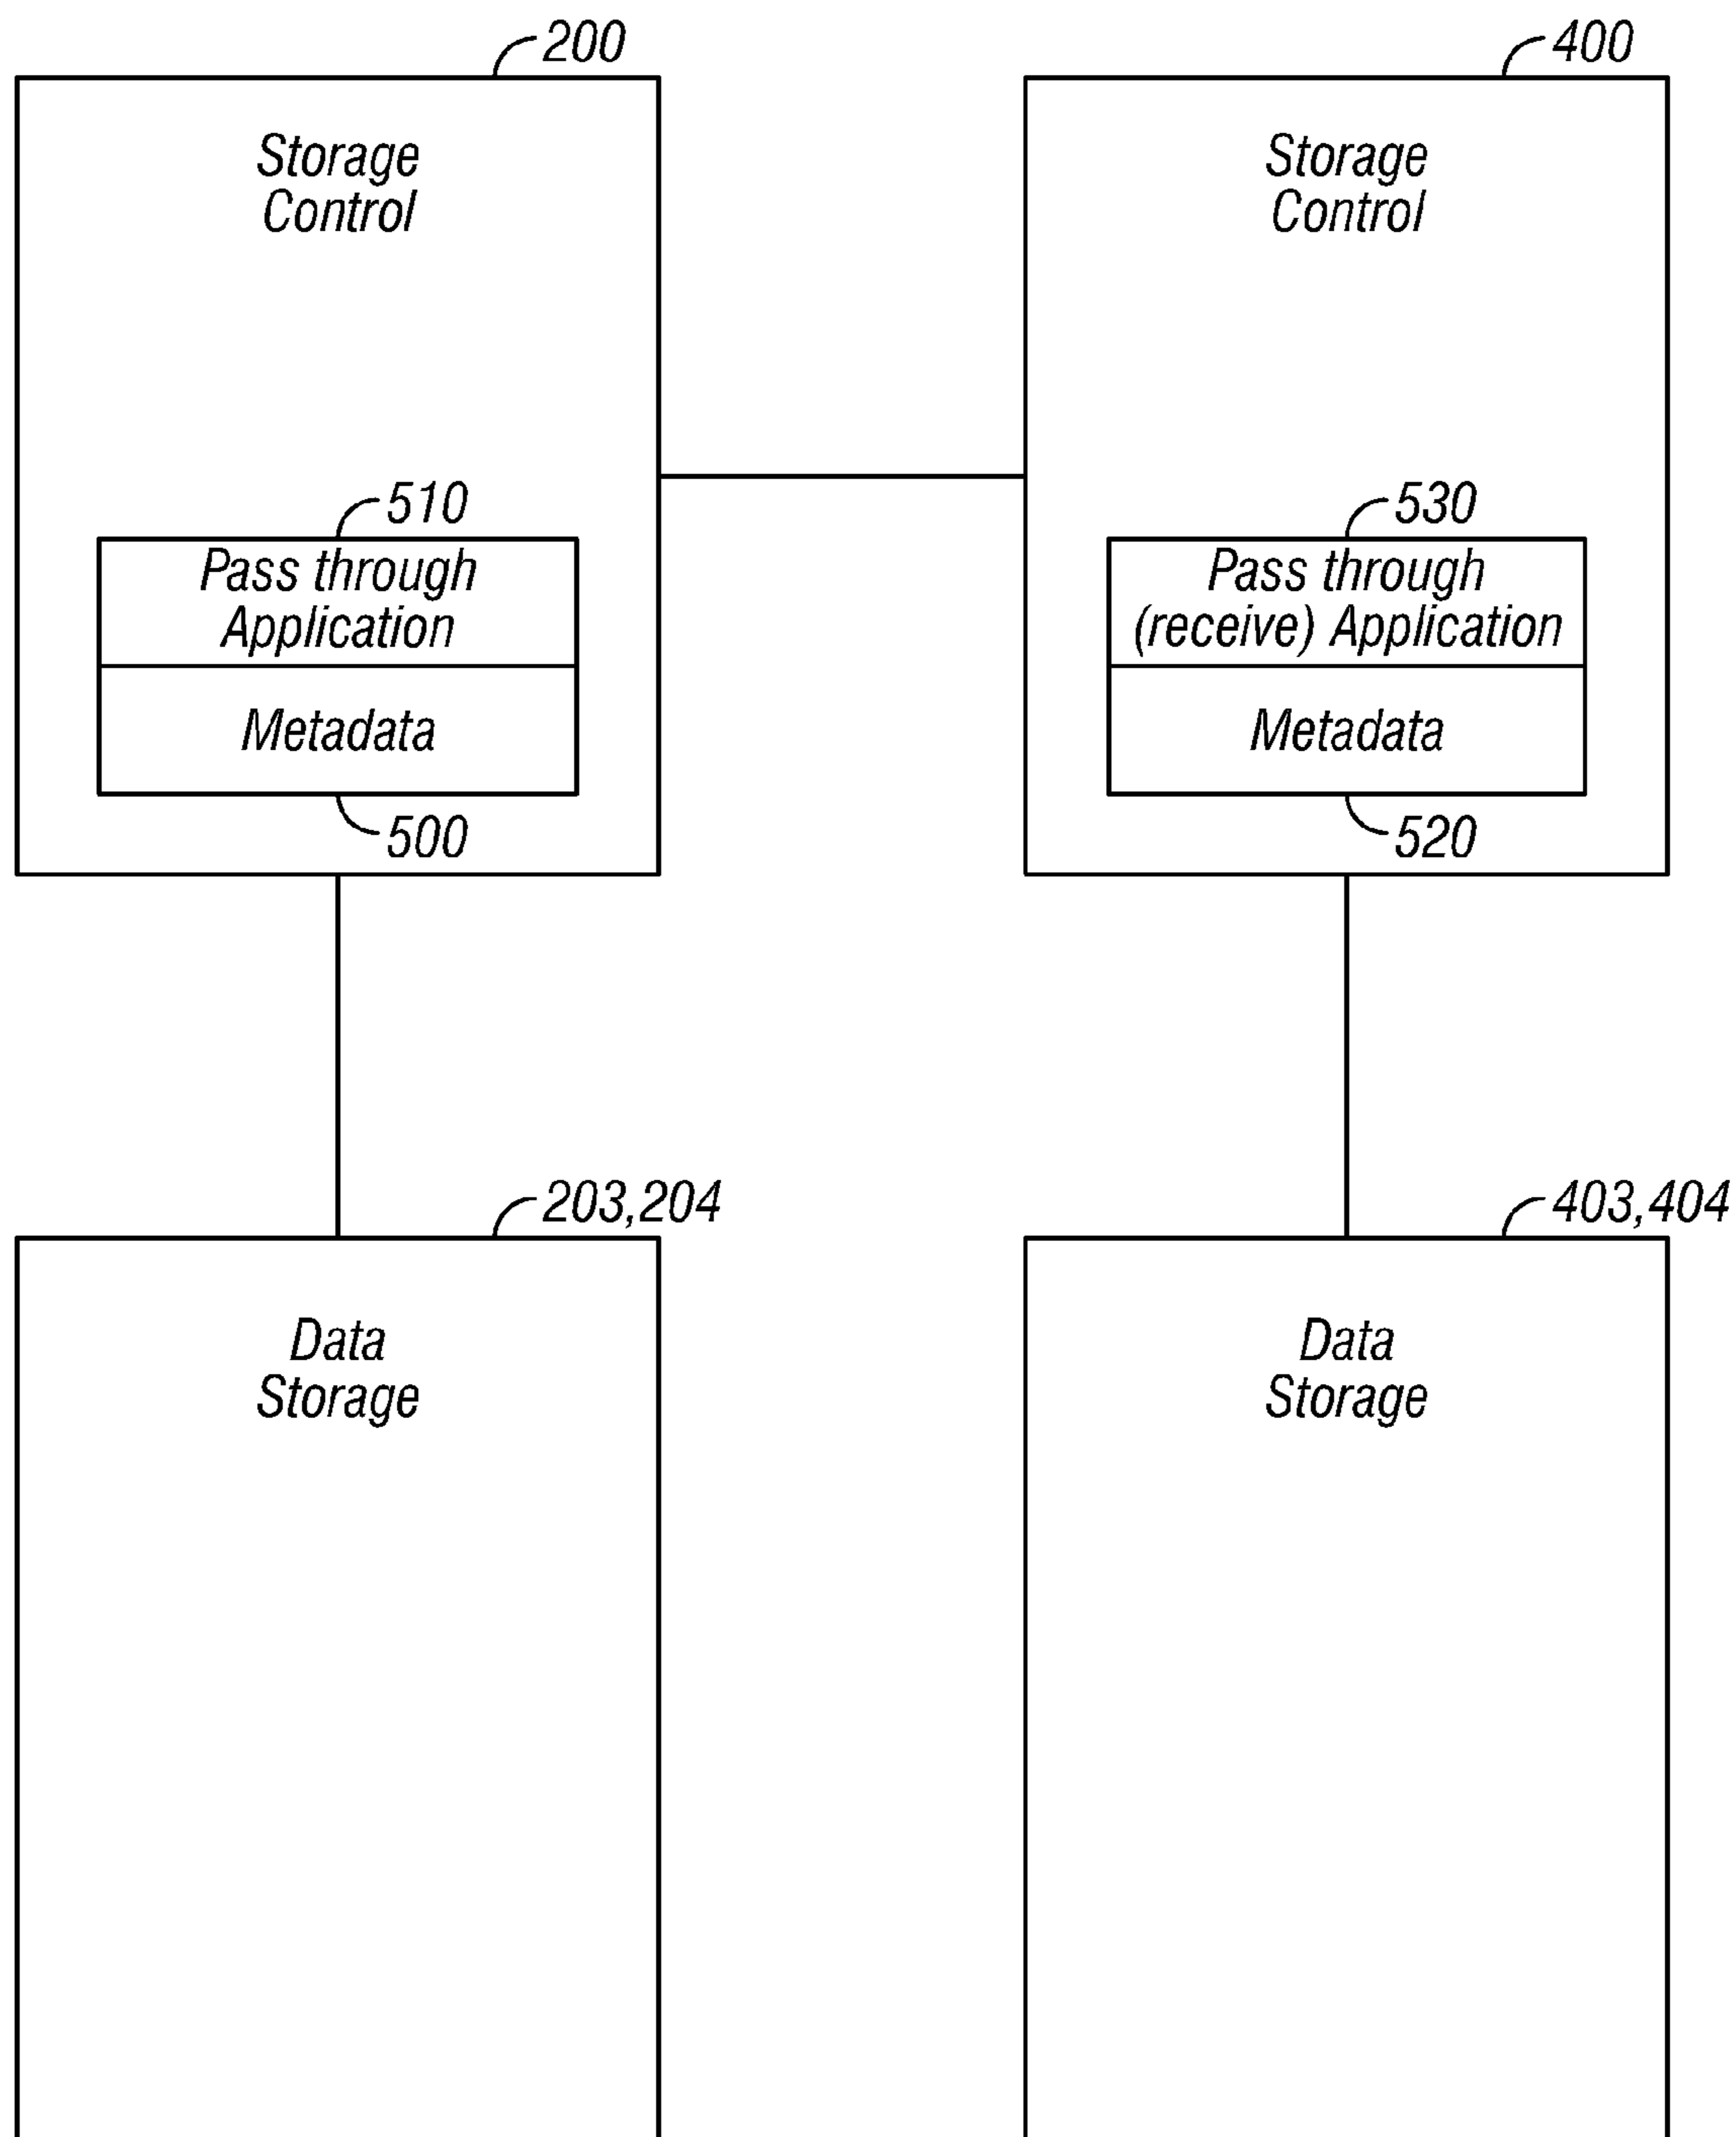 200
Storage
Control
510
Pass through
Application
Metadata
500
400
Storage
Control
530
Pass through
(receive) Application
Metadata
520
203,204
Data
Storage
403,404
Data
Storage